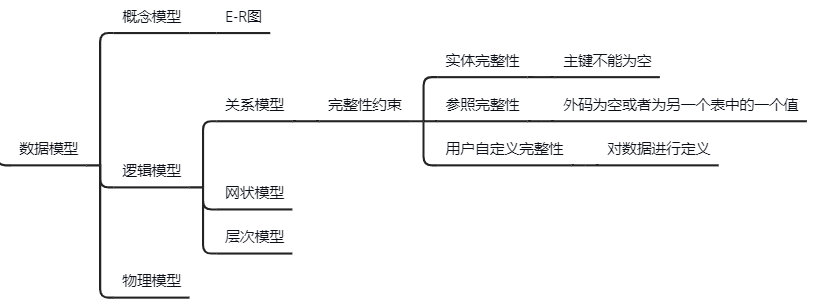 概念模型
E-R图
实体完整性
主键不能为空
关系模型
完整性约束
参照完整性
外码为空或者为另一个表中的一个值
数据模型
用户自定义完整性
对数据进行定义
逻辑模型
网状模型
层次模型
物理模型